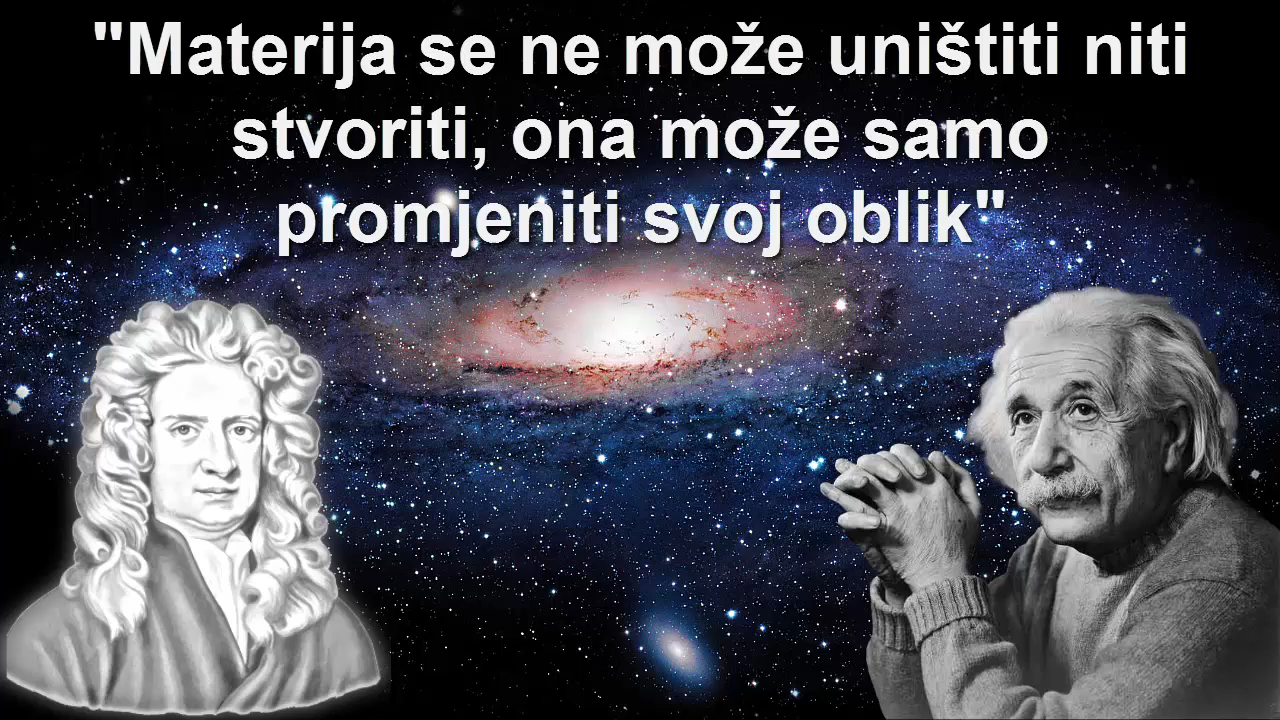 "Materija se ne može uništiti niti
stvoriti, ona može samo
promjeniti svoj oblik"